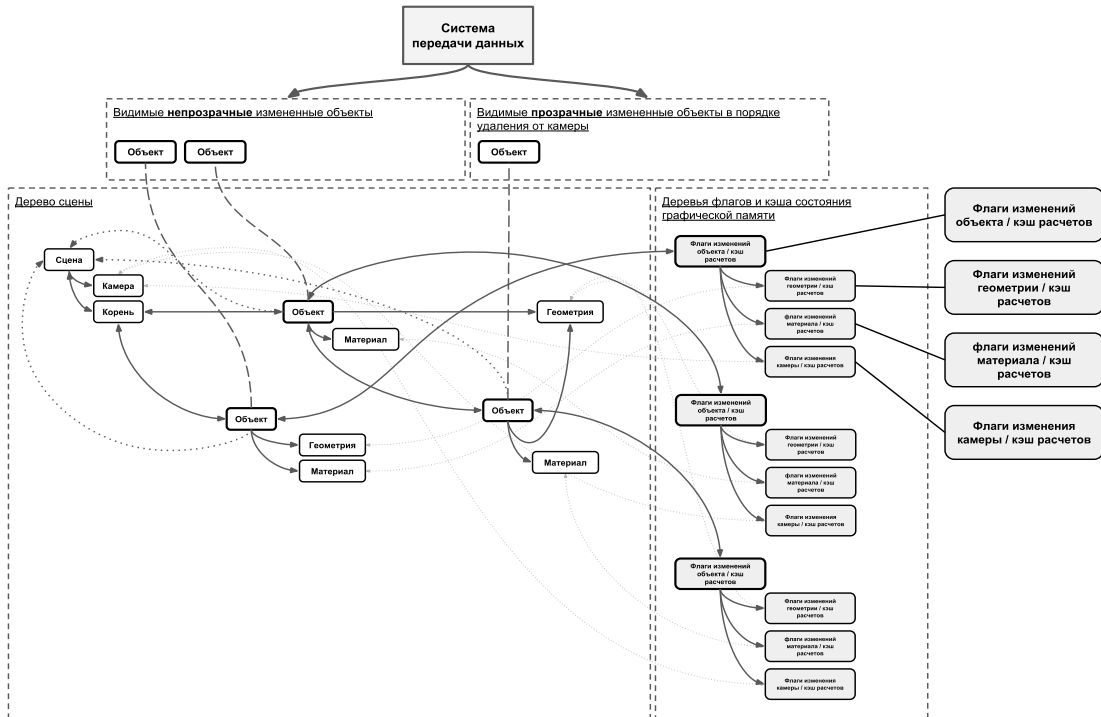 Система
передачи данных
Видимые непрозрачные измененные объекты
Объект
Объект
Видимые прозрачные измененные объекты в порядке
удаления от камеры
Объект
Дерево сцены
Сцена
Камера
Корень
Объект
Материал
Геометрия
Объект
Геометрия
Материал
Объект
Материал
Деревья флагов и кэша состояния
графической памяти
Флаги изменений
объекта / кэш
расчетов
Флаги изменений
геометрии / кэш
расчетов
флаги изменений
материала / кэш
расчетов
Флаги изменения
камеры / кэш расчетов
Флаги изменений
объекта / кэш
расчетов
Флаги изменений
геометрии / кэш
расчетов
флаги изменений
материала / кэш
расчетов
Флаги изменения
камеры / кэш расчетов
Флаги изменений
объекта / кэш
расчетов
Флаги изменений
геометрии / кэш
расчетов
флаги изменений
материала / кэш
расчетов
Флаги изменения
камеры / кэш расчетов
Флаги изменений
объекта / кэш расчетов
Флаги изменений
геометрии / кэш
расчетов
флаги изменений
материала / кэш
расчетов
Флаги изменения
камеры / кэш расчетов